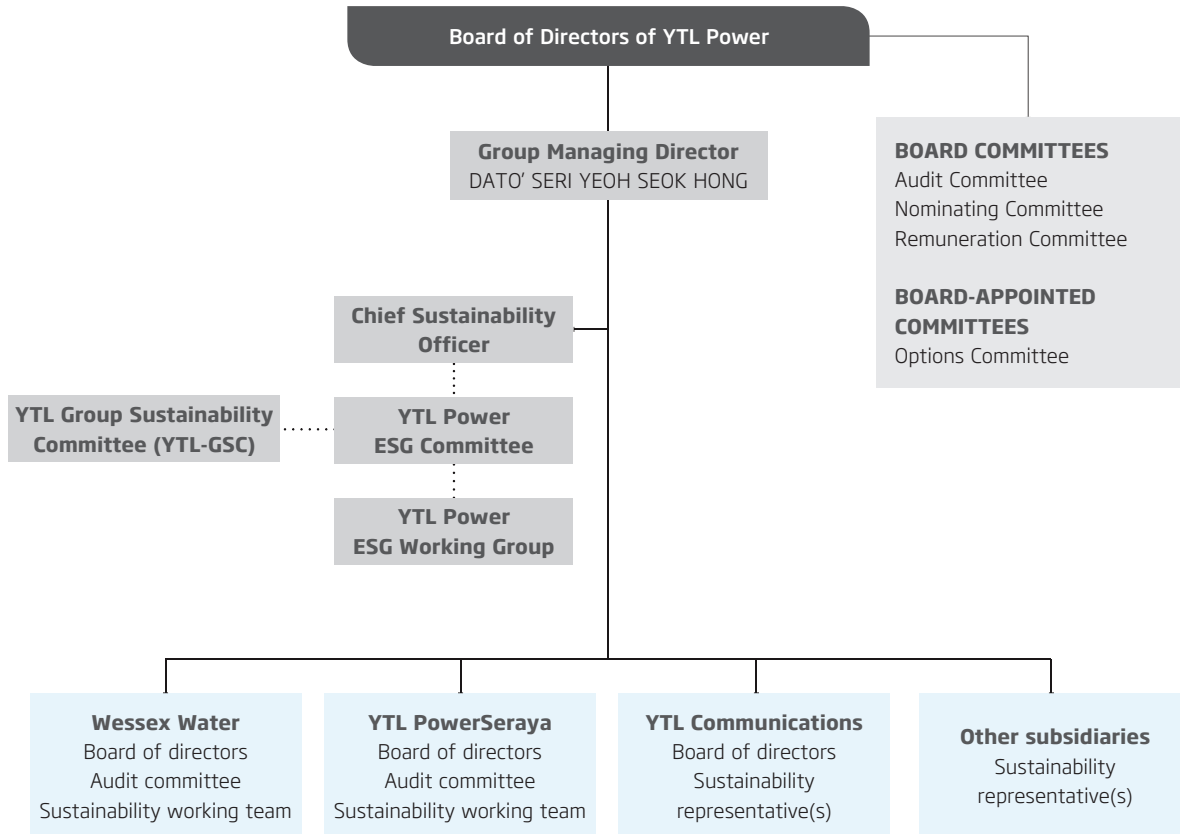 Board of Directors of YTL Power
Group Managing Director
DATO' SERI YEOH SEOK HONG
BOARD COMMITTEES
Audit Committee
Nominating Committee
Remuneration Committee
BOARD-APPOINTED
COMMITTEES
Options Committee
Chief Sustainability
Officer
YTL Group Sustainability
Committee (YTL-GSC)
YTL Power
ESG Committee
YTL Power
ESG Working Group
Wessex Water
Board of directors
Audit committee
Sustainability working team
YTL PowerSeraya
Board of directors
Audit committee
Sustainability working team
YTL Communications
Board of directors
Sustainability
representative(s)
Other subsidiaries
Sustainability
representative(s)